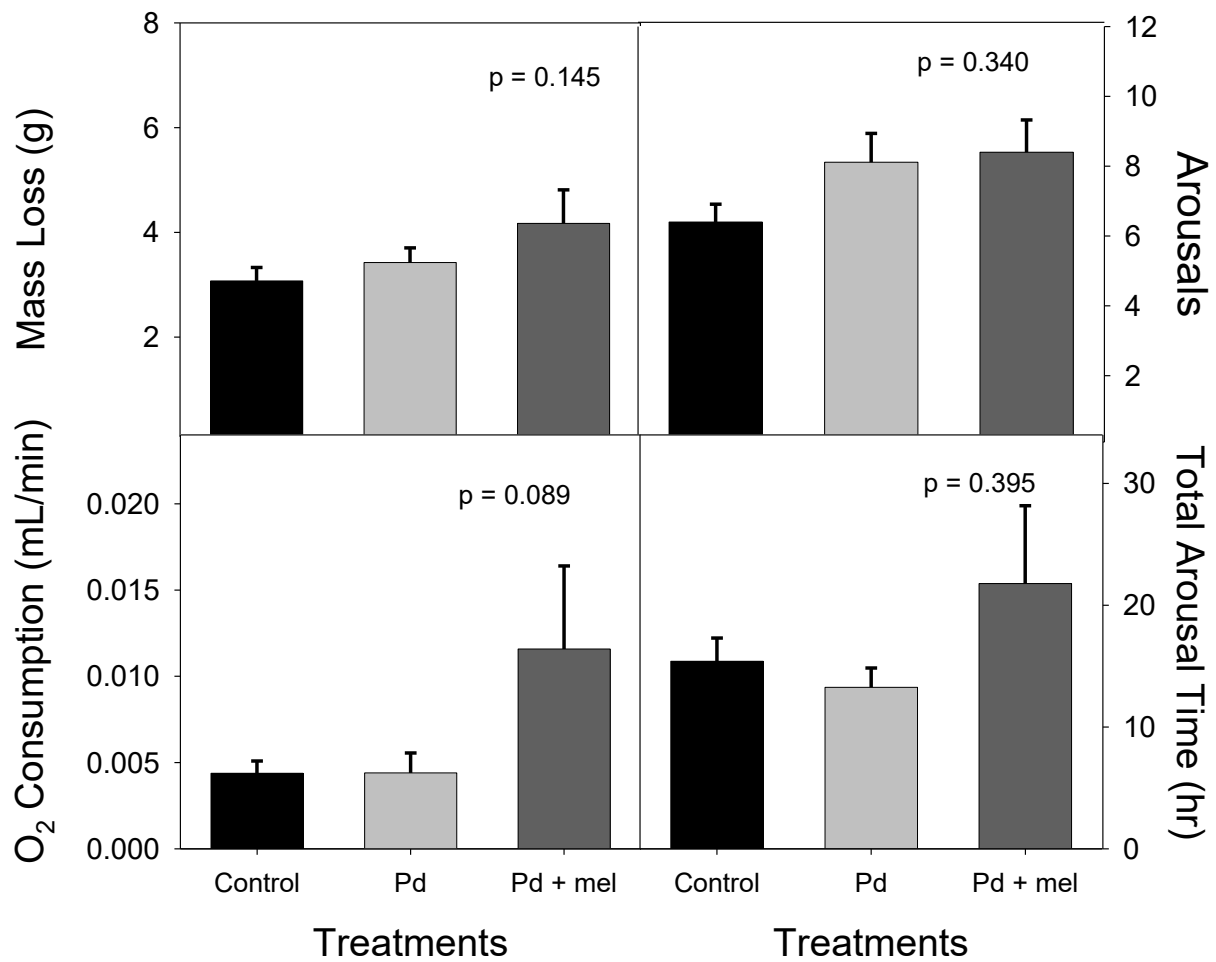 Mass Loss (g)
8
6
4
2
p = 0.145
p = 0.340
12
10
8
6
4
2
Arousals
O₂ Consumption (mL/min)
0.020
0.015
0.010
0.005
0.000
p = 0.089
p = 0.395
30
20
10
0
Total Arousal Time (hr)
Control Pd Pd + mel Control Pd Pd + mel
Treatments Treatments